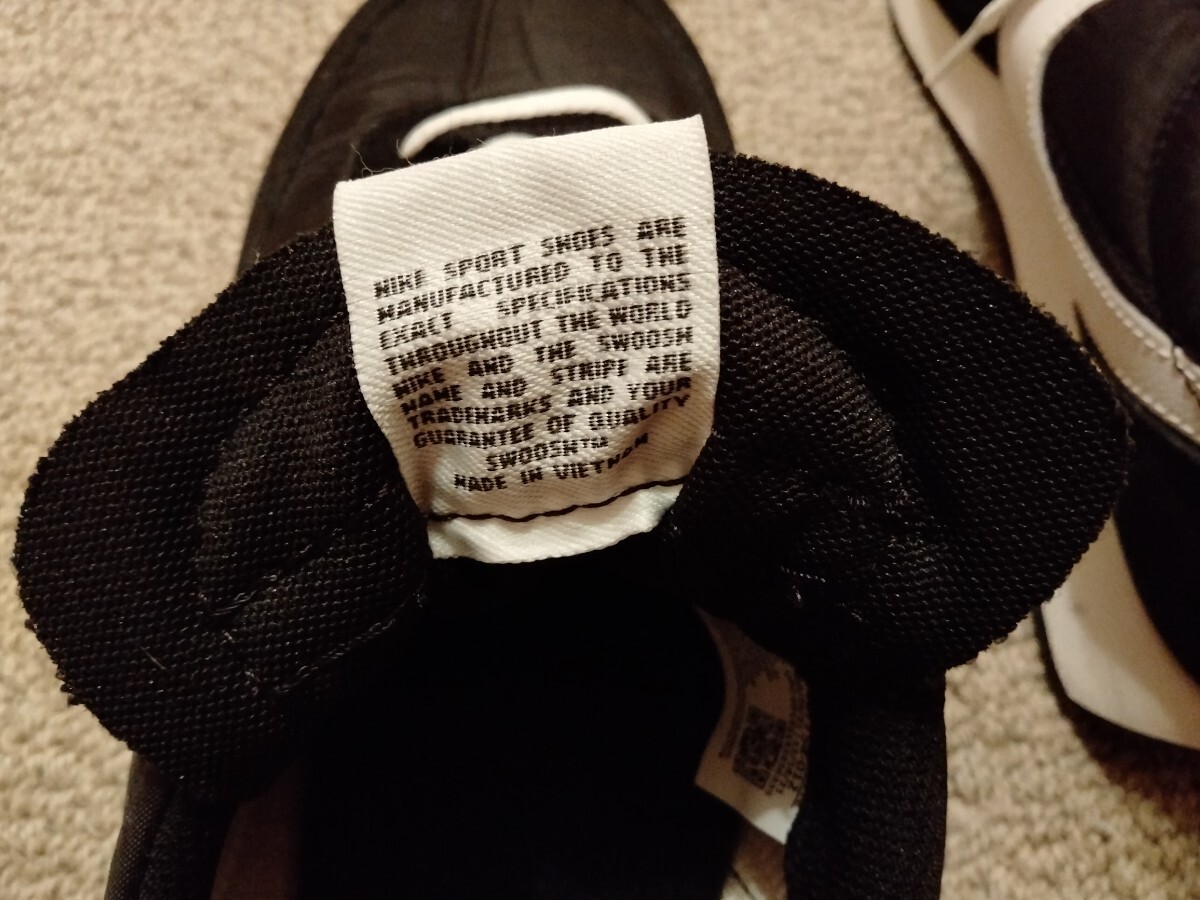 NIKE SPORT SHOES ARE
MANUFACTURED TO THE
EXACT SPECIFICATIONS
THROUGHOUT THE WORLD
NIKE AND THE SWOOSH
NAME AND STRIPE ARE
TRADEMARKS AND YOUR
GUARANTEE OF QUALITY
SWOOSH™
MADE IN VIETNAM